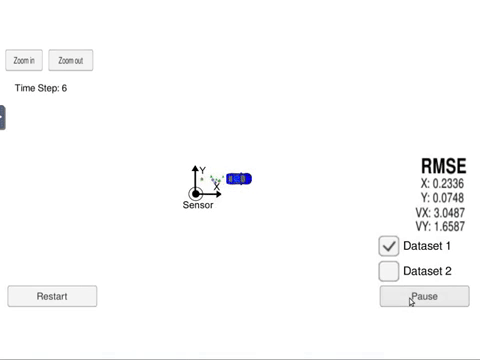 Zoom in
Zoom out
Time Step: 6
Y
X
Sensor
RMSE
X: 0.2336
Y: 0.0748
VX: 3.0487
VY: 1.6587
Dataset 1
Dataset 2
Restart
Pause